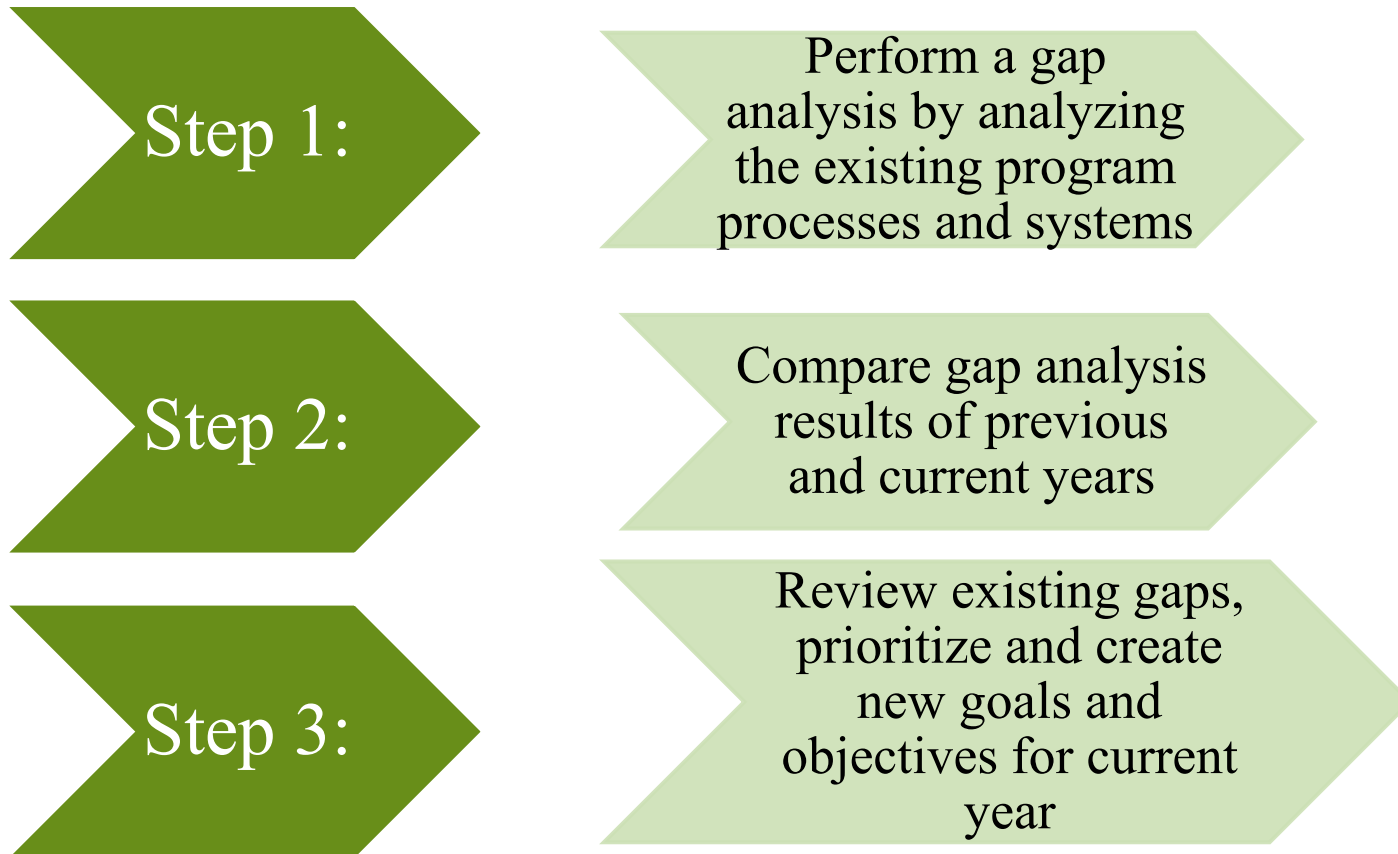 Step 1:
Perform a gap
analysis by analyzing
the existing program
processes and systems
Step 2:
Compare gap analysis
results of previous
and current years
Step 3:
Review existing gaps,
prioritize and create
new goals and
objectives for current
year